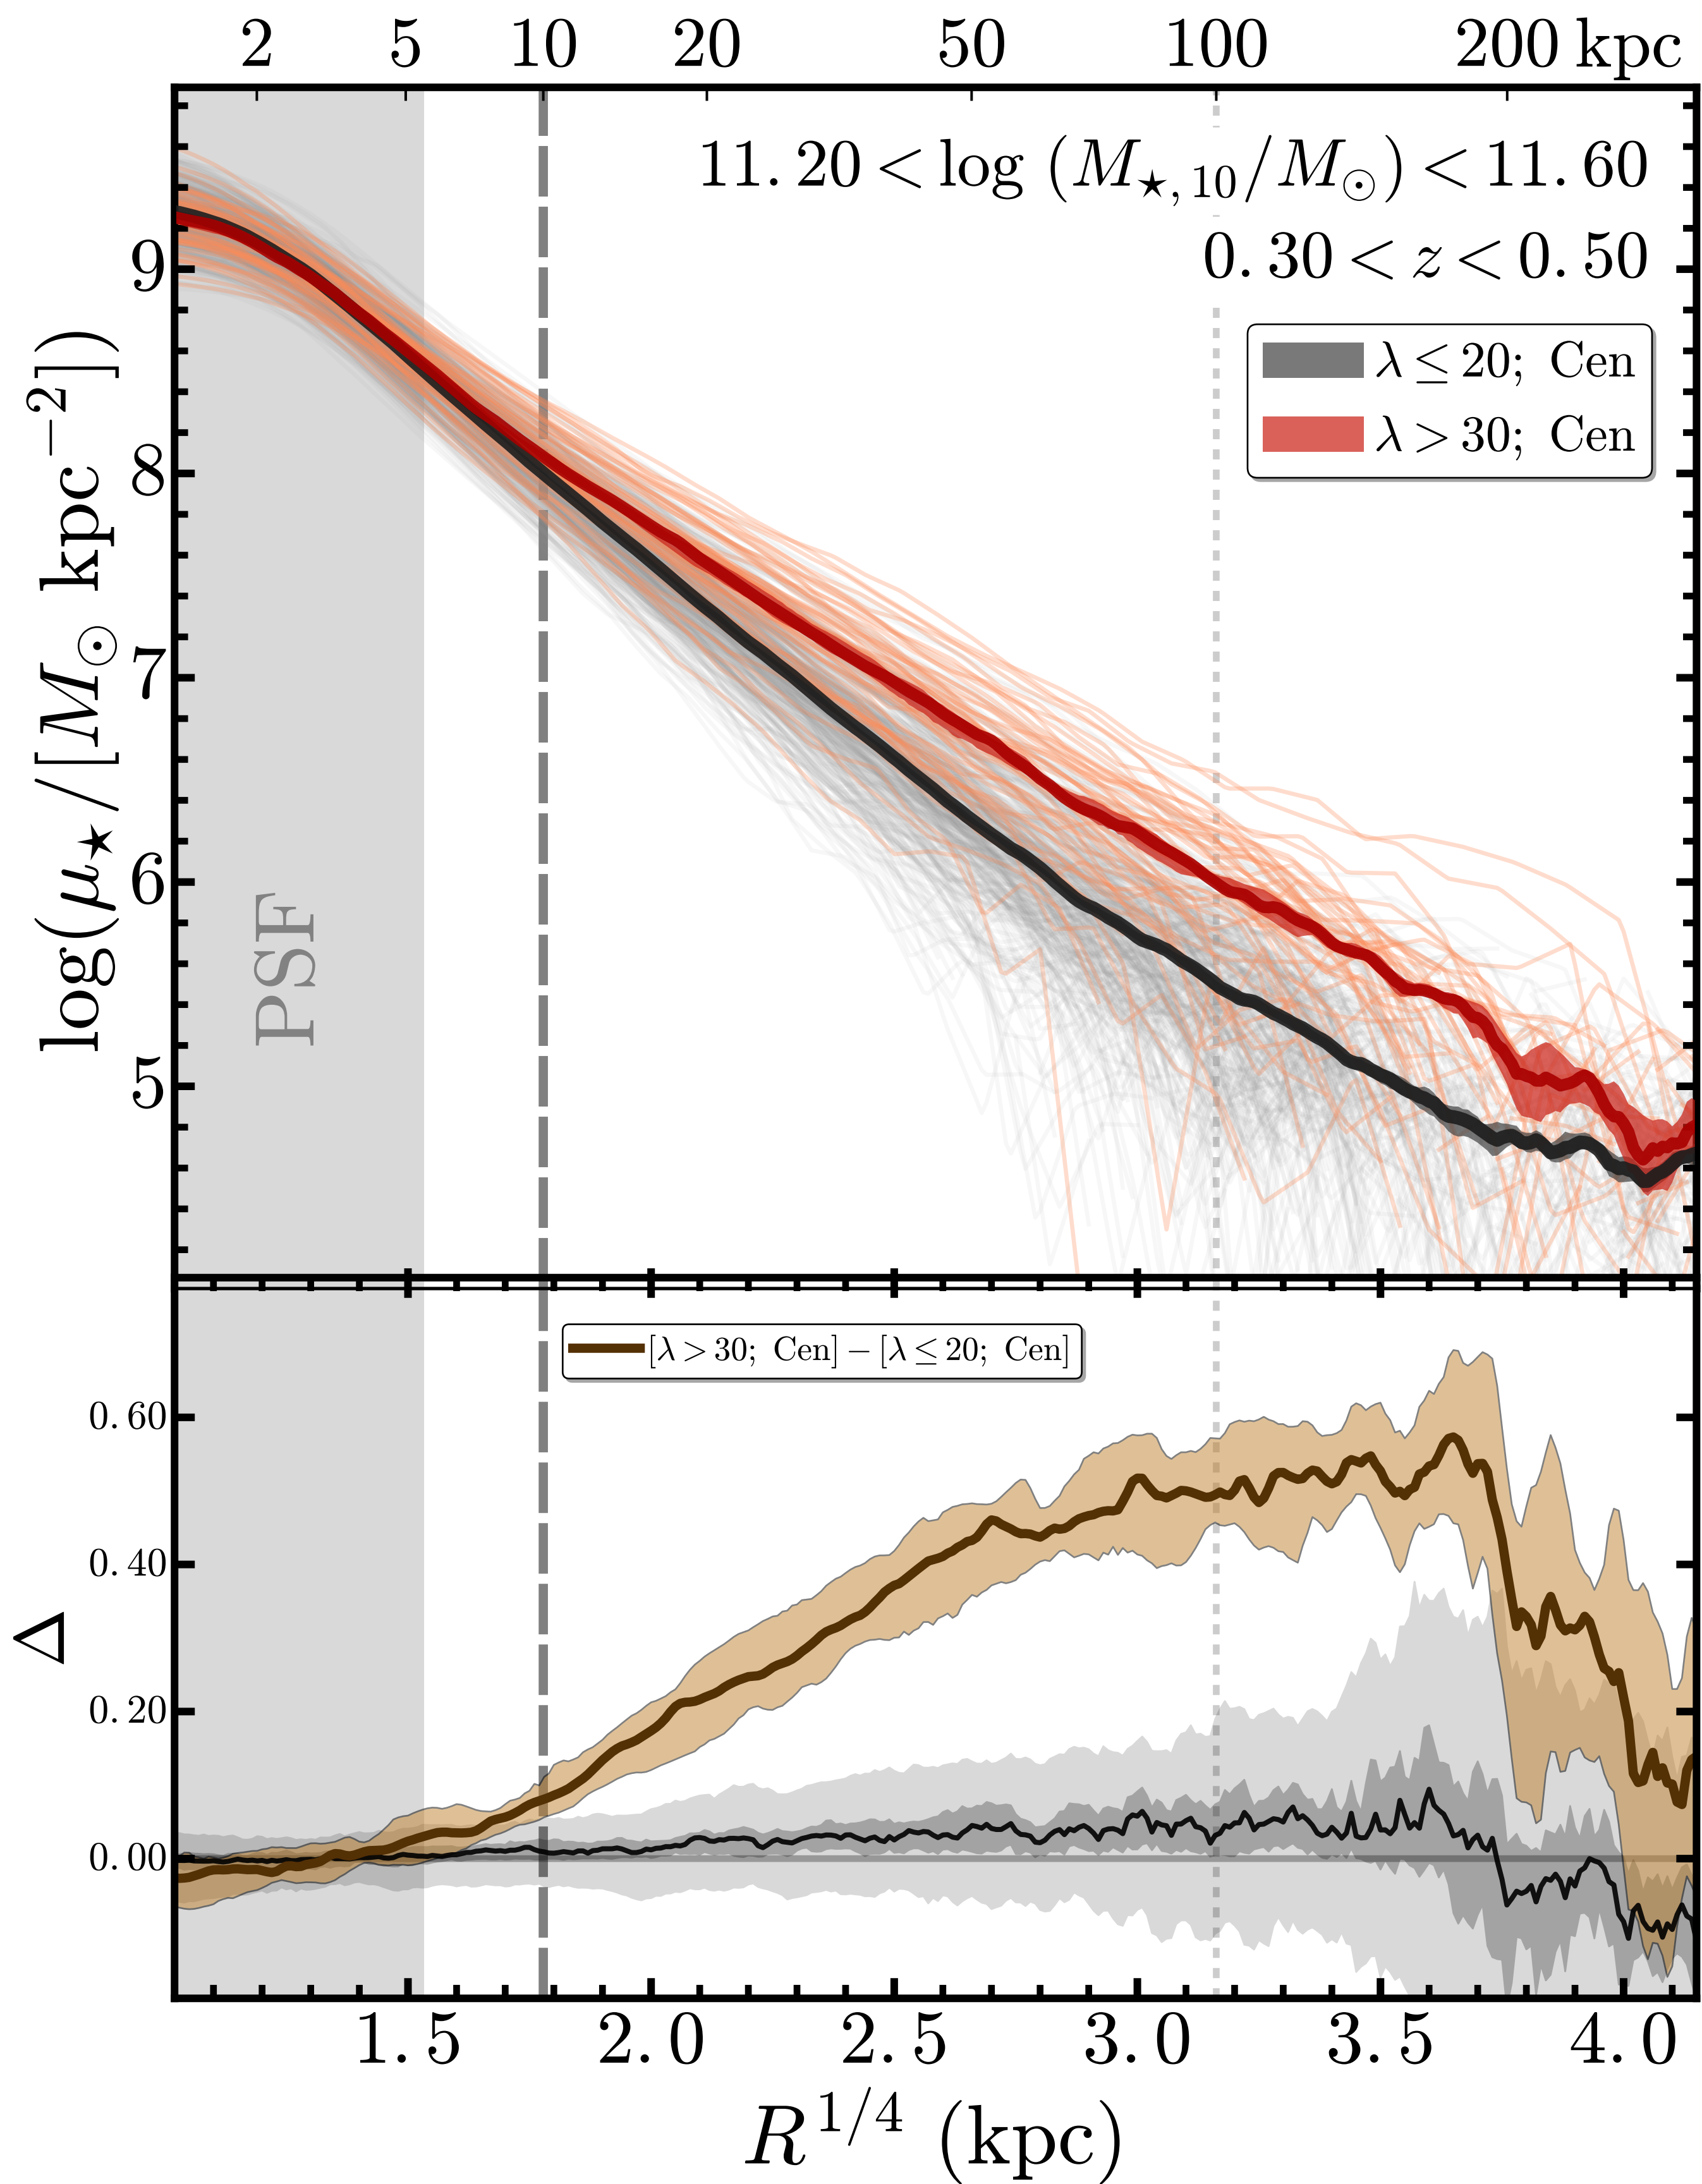 2 5 10 20 50 100 200 kpc
11.20 < log (M★,10/M⊙) < 11.60
0.30 < z < 0.50
λ ≤ 20; Cen
λ > 30; Cen
9
8
7
6
5
log(μ★/[M⊙ kpc⁻²])
PSF
[λ > 30; Cen] − [λ ≤ 20; Cen]
0.60
0.40
0.20
0.00
Δ
1.5 2.0 2.5 3.0 3.5 4.0
R^1/4 (kpc)